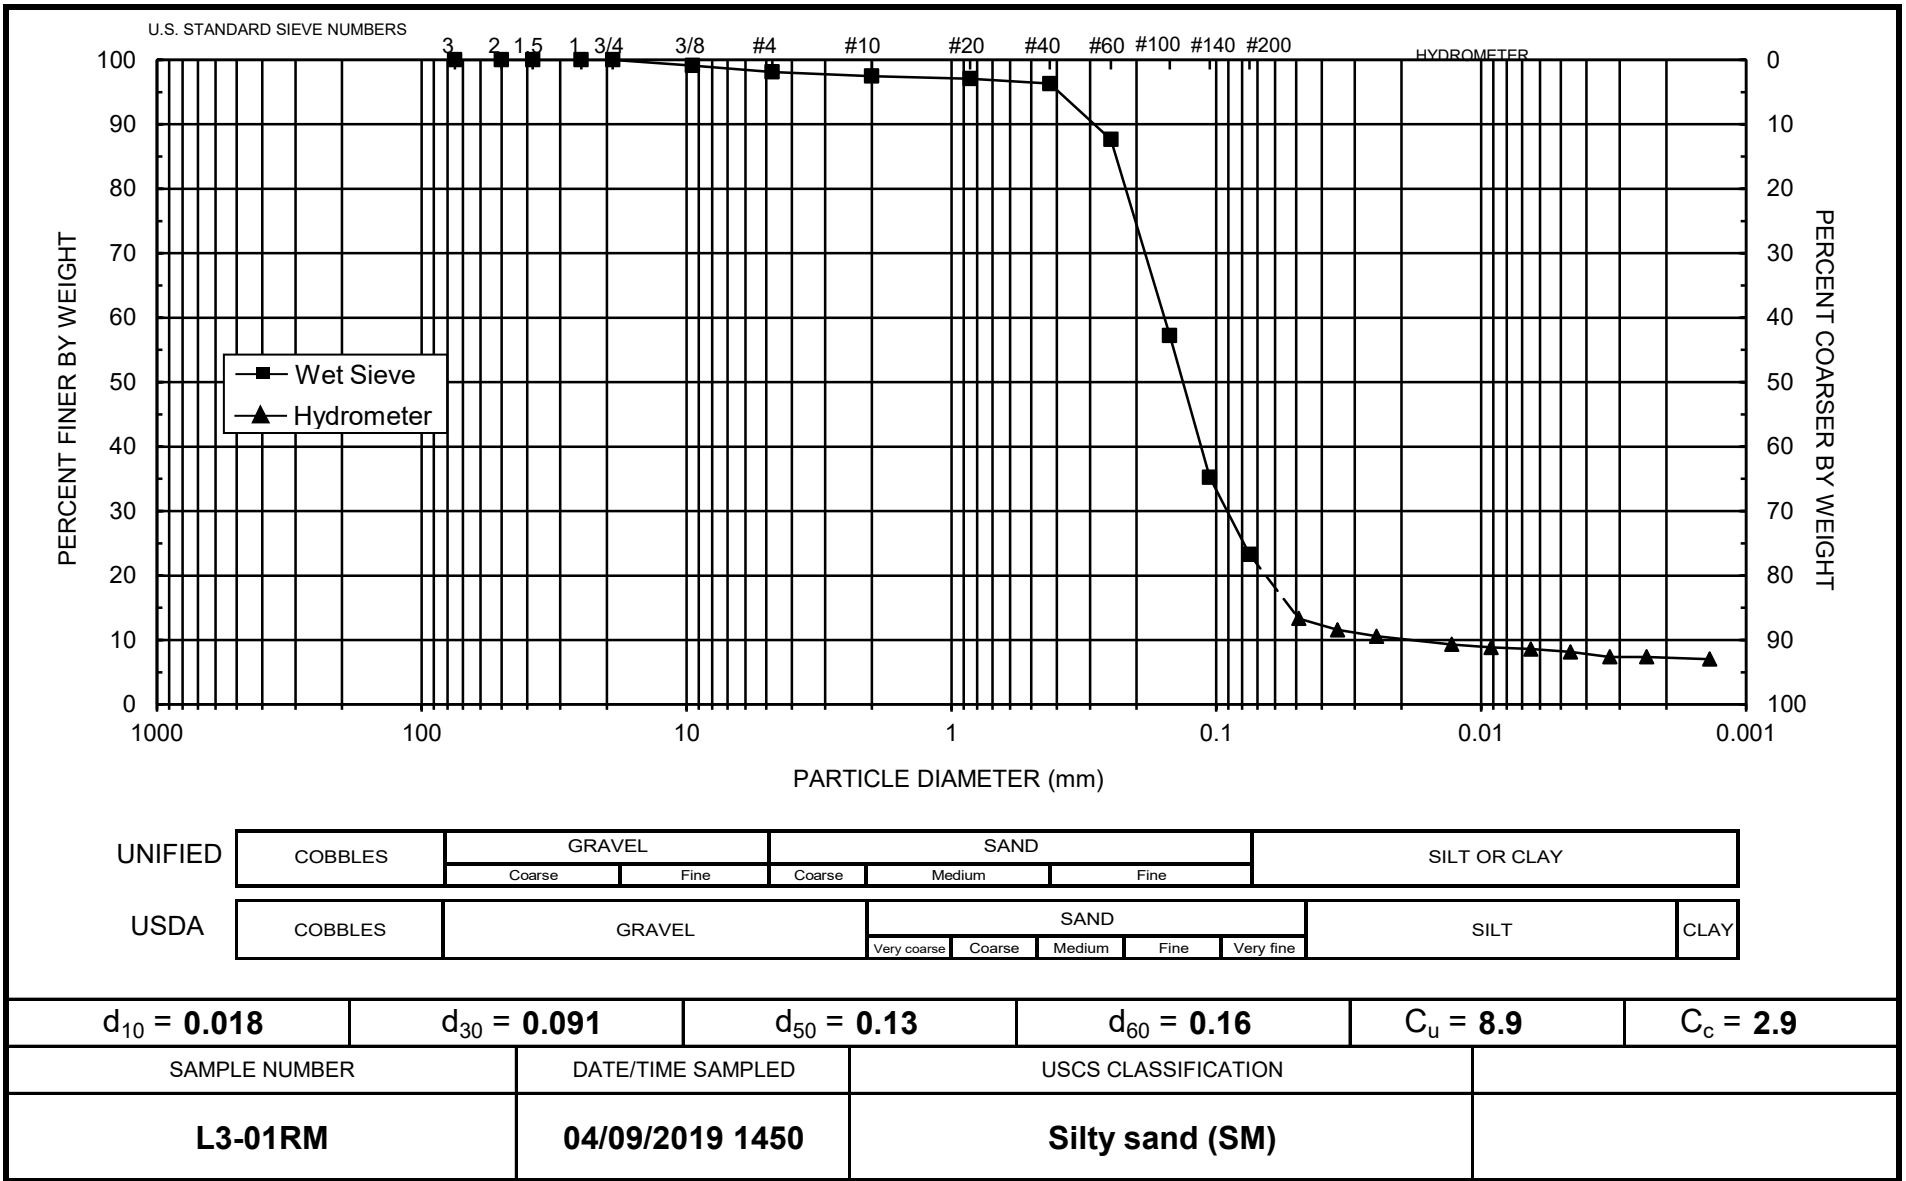 U.S. STANDARD SIEVE NUMBERS
3 2 1.5 1 3/4 3/8 #4 #10 #20 #40 #60 #100 #140 #200
HYDROMETER
100 0
90 10
80 20
70 30
60 40
50 50
40 60
30 70
20 80
10 90
0 100
PERCENT FINER BY WEIGHT
PERCENT COARSER BY WEIGHT
Wet Sieve
Hydrometer
1000 100 10 1 0.1 0.01 0.001
PARTICLE DIAMETER (mm)
UNIFIED
COBBLES GRAVEL SAND SILT OR CLAY
Coarse Fine Coarse Medium Fine
USDA
COBBLES GRAVEL SAND SILT CLAY
Very coarse Coarse Medium Fine Very fine
d10 = 0.018 d30 = 0.091 d50 = 0.13 d60 = 0.16 Cu = 8.9 Cc = 2.9
SAMPLE NUMBER DATE/TIME SAMPLED USCS CLASSIFICATION
L3-01RM 04/09/2019 1450 Silty sand (SM)